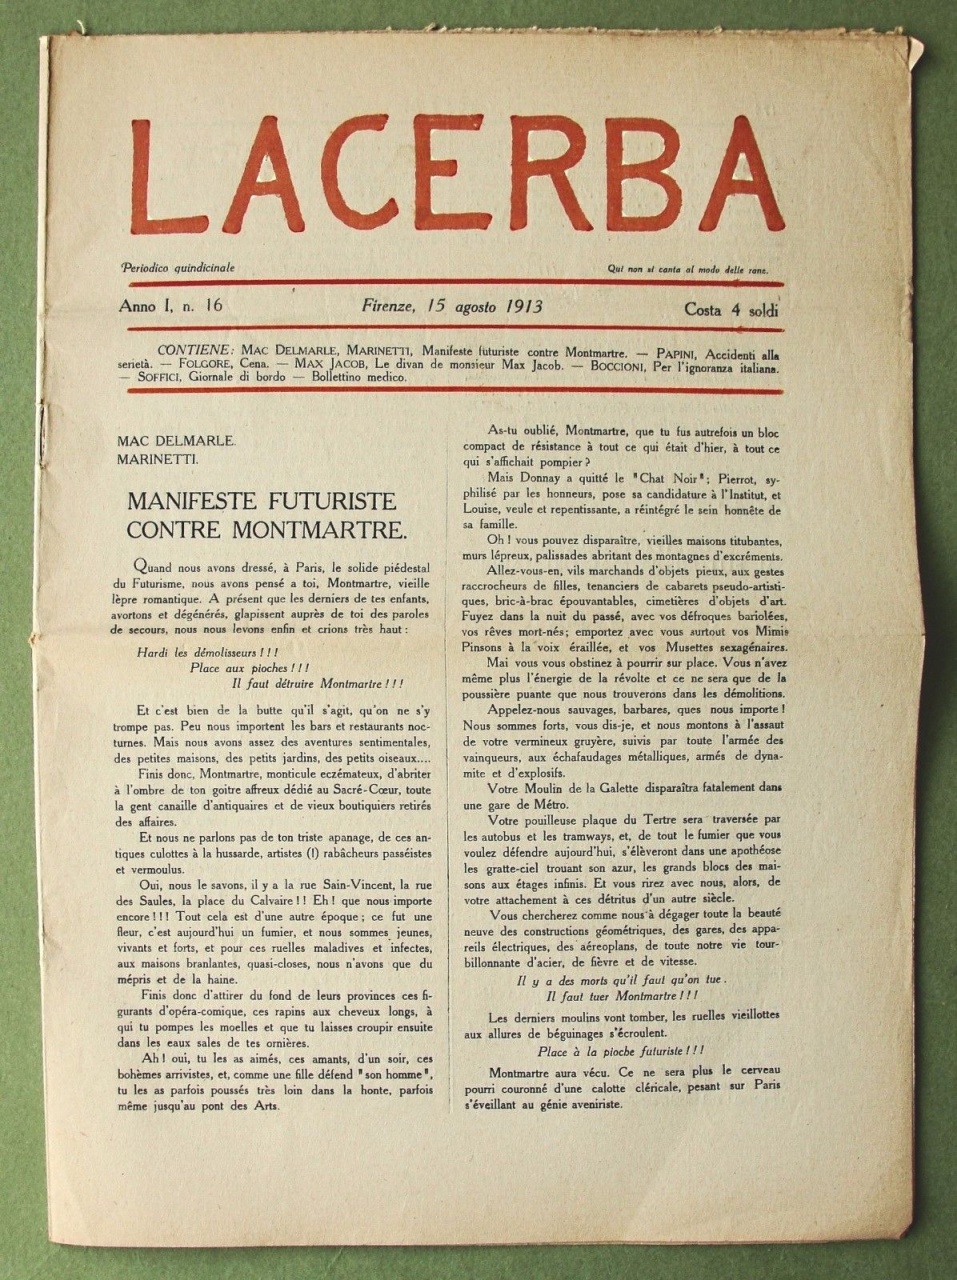 LACERBA
Periodico quindicinale
Qui non si canta al modo delle rane.
Anno I, n. 16
Firenze, 15 agosto 1913
Costa 4 soldi
CONTIENE: MAC DELMARLE, MARINETTI, Manifeste futuriste contre Montmartre. — PAPINI, Accidenti alla
serietà. — FOLGORE, Cena. — MAX JACOB, Le divan de monsieur Max Jacob. — BOCCIONI, Per l'ignoranza italiana.
— SOFFICI, Giornale di bordo — Bollettino medico.
MAC DELMARLE.
MARINETTI.
MANIFESTE FUTURISTE
CONTRE MONTMARTRE.
Quand nous avons dressé, à Paris, le solide piédestal
du Futurisme, nous avons pensé a toi, Montmartre, vieille
lèpre romantique. A présent que les derniers de tes enfants,
avortons et dégénérés, glapissent auprès de toi des paroles
de secours, nous nous levons enfin et crions très haut :
Hardi les démolisseurs ! ! !
Place aux pioches ! ! !
Il faut détruire Montmartre ! ! !
Et c'est bien de la butte qu'il s'agit, qu'on ne s'y
trompe pas. Peu nous importent les bars et restaurants noc-
turnes. Mais nous avons assez des aventures sentimentales,
des petites maisons, des petits jardins, des petits oiseaux....
Finis donc, Montmartre, monticule eczémateux, d'abriter
à l'ombre de ton goitre affreux dédié au Sacré-Cœur, toute
la gent canaille d'antiquaires et de vieux boutiquiers retirés
des affaires.
Et nous ne parlons pas de ton triste apanage, de ces an-
tiques culottes à la hussarde, artistes (!) rabâcheurs passéistes
et vermoulus.
Oui, nous le savons, il y a la rue Sain-Vincent, la rue
des Saules, la place du Calvaire ! ! Eh ! que nous importe
encore ! ! ! Tout cela est d'une autre époque ; ce fut une
fleur, c'est aujourd'hui un fumier, et nous sommes jeunes,
vivants et forts, et pour ces ruelles maladives et infectes,
aux maisons branlantes, quasi-closes, nous n'avons que du
mépris et de la haine.
Finis donc d'attirer du fond de leurs provinces ces fi-
gurants d'opéra-comique, ces rapins aux cheveux longs, à
qui tu pompes les moelles et que tu laisses croupir ensuite
dans les eaux sales de tes ornières.
Ah ! oui, tu les as aimés, ces amants, d'un soir, ces
bohèmes arrivistes, et, comme une fille défend "son homme",
tu les as parfois poussés très loin dans la honte, parfois
même jusqu'au pont des Arts.
As-tu oublié, Montmartre, que tu fus autrefois un bloc
compact de résistance à tout ce qui était d'hier, à tout ce
qui s'affichait pompier ?
Mais Donnay a quitté le "Chat Noir" ; Pierrot, sy-
philisé par les honneurs, pose sa candidature à l'Institut, et
Louise, veule et repentissante, a réintégré le sein honnête de
sa famille.
Oh ! vous pouvez disparaître, vieilles maisons titubantes,
murs lépreux, palissades abritant des montagnes d'excréments.
Allez-vous-en, vils marchands d'objets pieux, aux gestes
raccrocheurs de filles, tenanciers de cabarets pseudo-artisti-
ques, bric-à-brac épouvantables, cimetières d'objets d'art.
Fuyez dans la nuit du passé, avec vos défroques bariolées,
vos rêves mort-nés ; emportez avec vous surtout vos Mimis
Pinsons à la voix éraillée, et vos Musettes sexagénaires.
Mai vous vous obstinez à pourrir sur place. Vous n'avez
même plus l'énergie de la révolte et ce ne sera que de la
poussière puante que nous trouverons dans les démolitions.
Appelez-nous sauvages, barbares, ques nous importe !
Nous sommes forts, vous dis-je, et nous montons à l'assaut
de votre vermineux gruyère, suivis par toute l'armée des
vainqueurs, aux échafaudages métalliques, armés de dyna-
mite et d'explosifs.
Votre Moulin de la Galette disparaîtra fatalement dans
une gare de Métro.
Votre pouilleuse plaque du Tertre sera traversée par
les autobus et les tramways, et, de tout le fumier que vous
voulez défendre aujourd'hui, s'élèveront dans une apothéose
les gratte-ciel trouant son azur, les grands blocs des mai-
sons aux étages infinis. Et vous rirez avec nous, alors, de
votre attachement à ces détritus d'un autre siècle.
Vous chercherez comme nous à dégager toute la beauté
neuve des constructions géométriques, des gares, des appa-
reils électriques, des aéroplans, de toute notre vie tour-
billonnante d'acier, de fièvre et de vitesse.
Il y a des morts qu'il faut qu'on tue.
Il faut tuer Montmartre ! ! !
Les derniers moulins vont tomber, les ruelles vieillottes
aux allures de béguinages s'écroulent.
Place à la pioche futuriste ! ! !
Montmartre aura vécu. Ce ne sera plus le cerveau
pourri couronné d'une calotte cléricale, pesant sur Paris
s'éveillant au génie aveniriste.